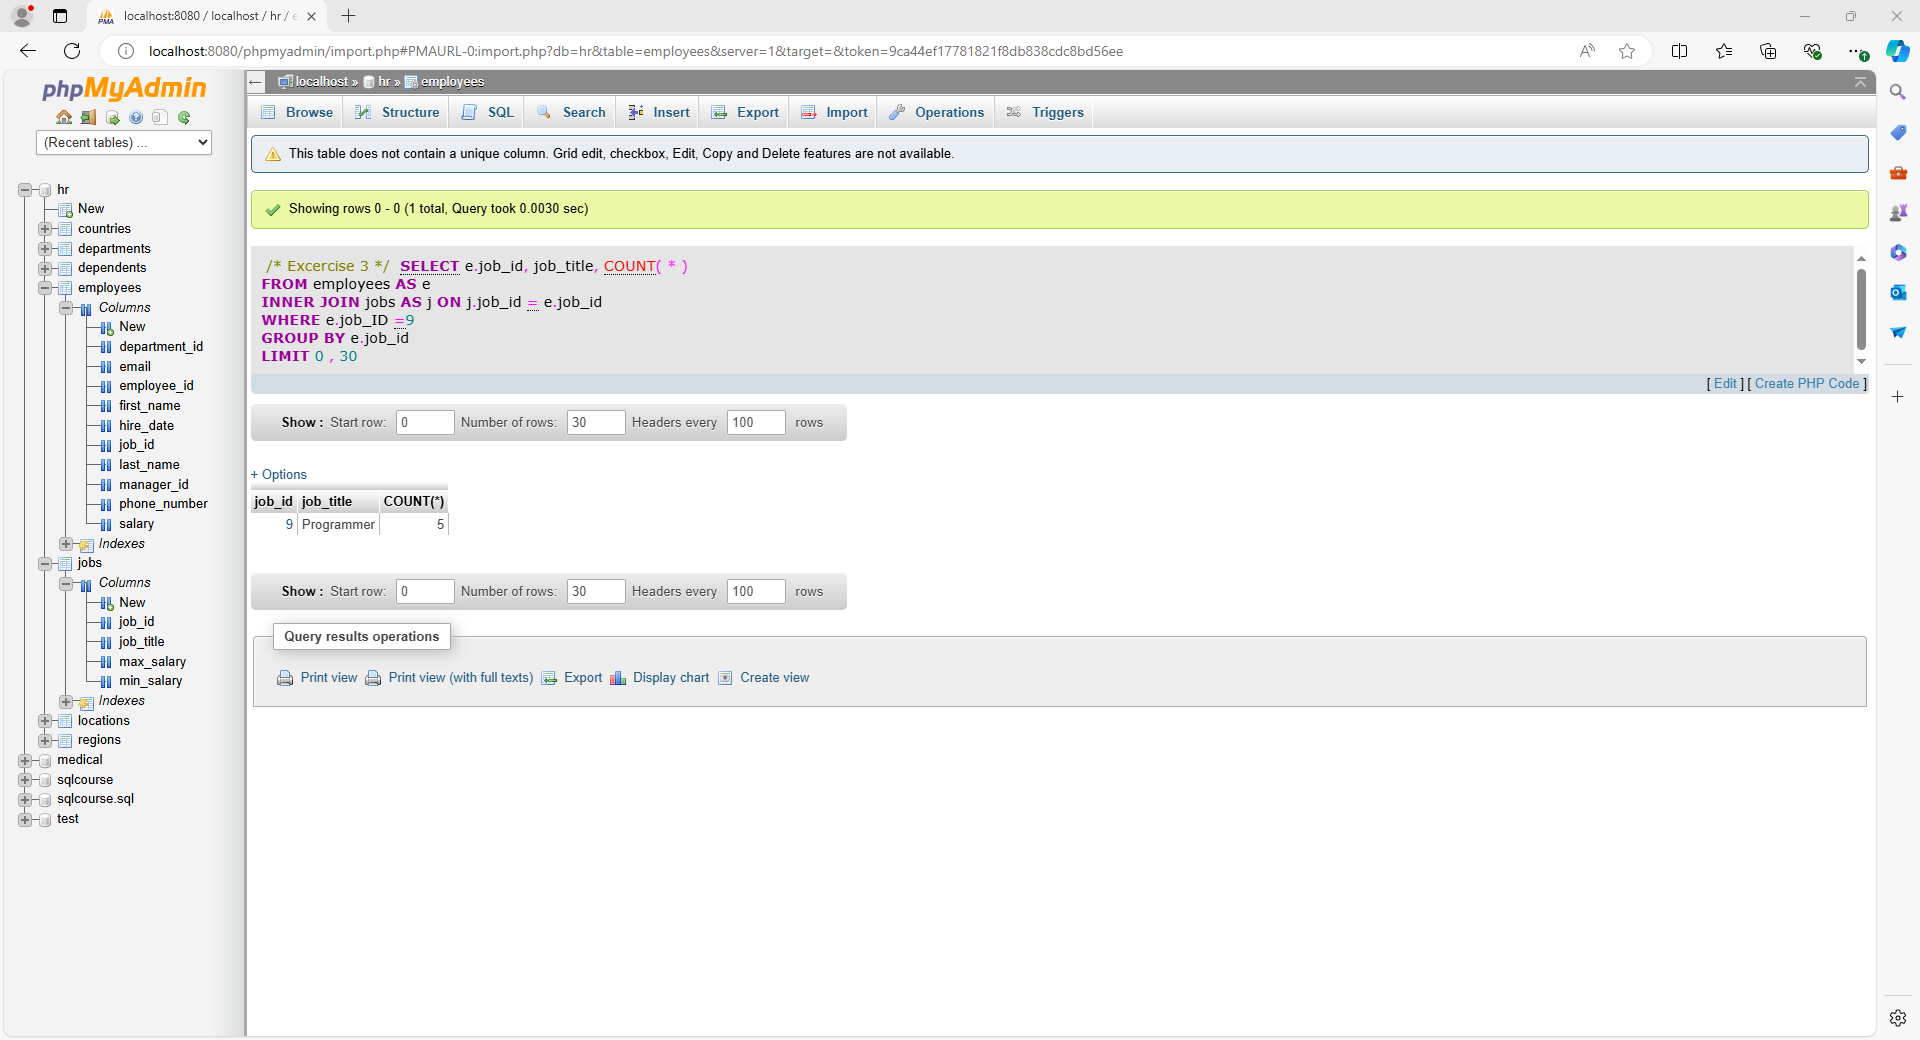 localhost:8080 / localhost / hr / e
localhost:8080/phpmyadmin/import.php#PMAURL-0:import.php?db=hr&table=employees&server=1&target=&token=9ca44ef17781821f8db838cdc8bd56ee
phpMyAdmin
(Recent tables) ...
hr
New
countries
departments
dependents
employees
Columns
New
department_id
email
employee_id
first_name
hire_date
job_id
last_name
manager_id
phone_number
salary
Indexes
jobs
Columns
New
job_id
job_title
max_salary
min_salary
Indexes
locations
regions
medical
sqlcourse
sqlcourse.sql
test
localhost » hr » employees
Browse Structure SQL Search Insert Export Import Operations Triggers
This table does not contain a unique column. Grid edit, checkbox, Edit, Copy and Delete features are not available.
Showing rows 0 - 0 (1 total, Query took 0.0030 sec)
/* Excercise 3 */ SELECT e.job_id, job_title, COUNT( * )
FROM employees AS e
INNER JOIN jobs AS j ON j.job_id = e.job_id
WHERE e.job_ID =9
GROUP BY e.job_id
LIMIT 0 , 30
[ Edit ] [ Create PHP Code ]
Show : Start row: 0 Number of rows: 30 Headers every 100 rows
+ Options
job_id job_title COUNT(*)
9 Programmer 5
Show : Start row: 0 Number of rows: 30 Headers every 100 rows
Query results operations
Print view Print view (with full texts) Export Display chart Create view